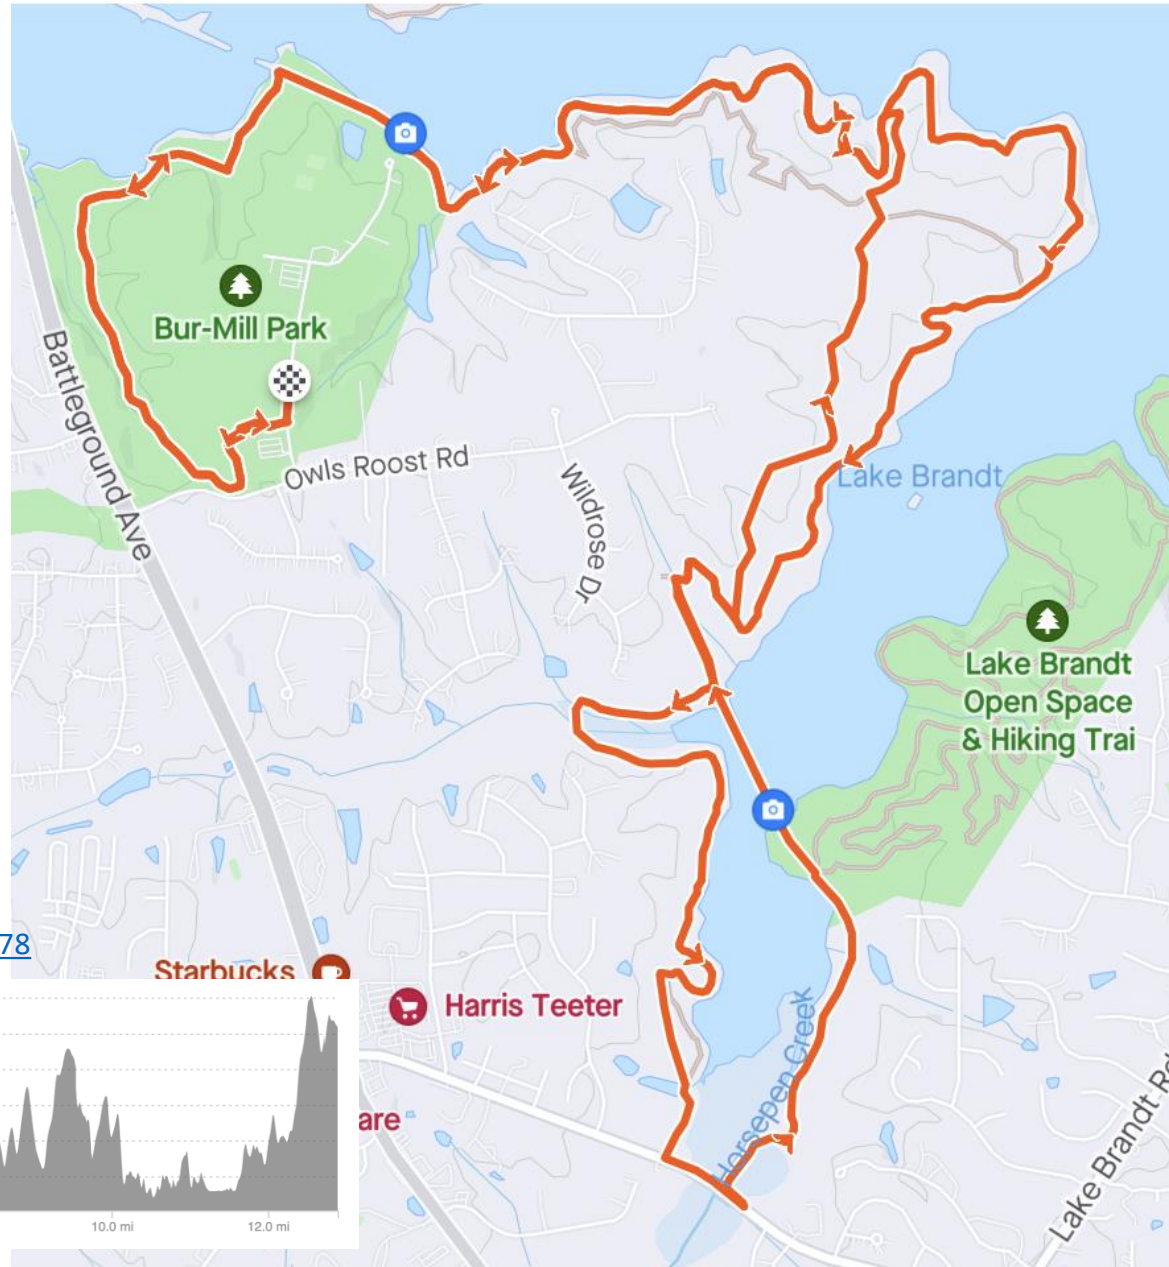 Bur-Mill Park
Battleground Ave
Owls Roost Rd
Wildrose Dr
Lake Brandt
Lake Brandt
Open Space
& Hiking Trai
78
Starbucks
Harris Teeter
are
Horsepen Creek
Lake Brandt Rd
10.0 mi
12.0 mi